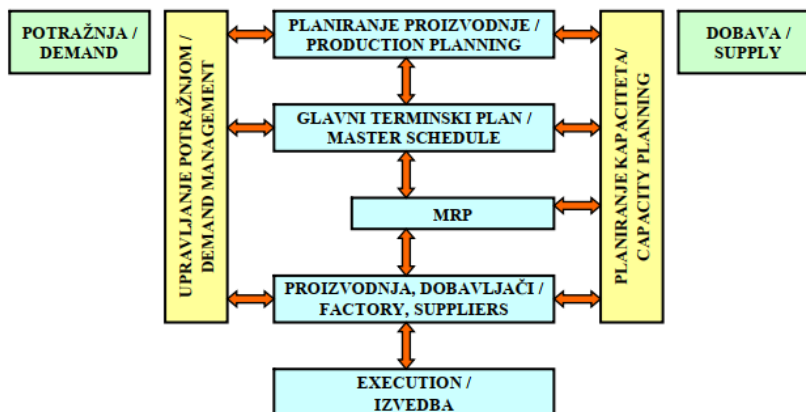 POTRAŽNJA /
DEMAND
UPRAVLJANJE POTRAŽNJOM /
DEMAND MANAGEMENT
PLANIRANJE PROIZVODNJE /
PRODUCTION PLANNING
GLAVNI TERMINSKI PLAN /
MASTER SCHEDULE
MRP
PROIZVODNJA, DOBAVLJAČI /
FACTORY, SUPPLIERS
EXECUTION /
IZVEDBA
PLANIRANJE KAPACITETA/
CAPACITY PLANNING
DOBAVA /
SUPPLY